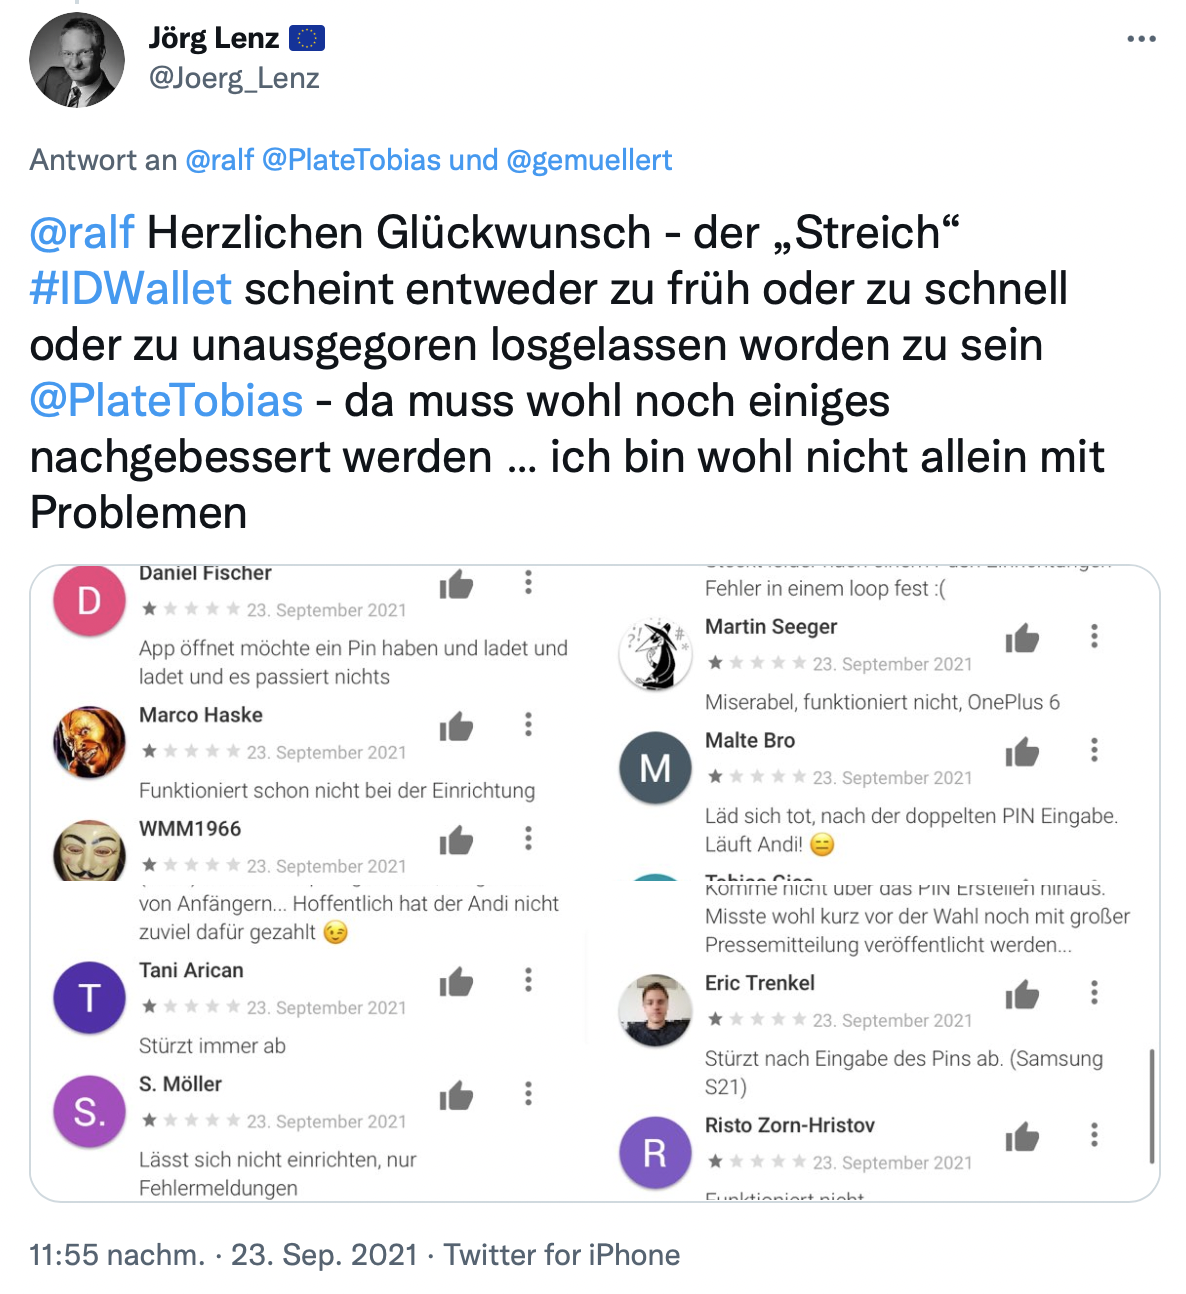 Jörg Lenz 🇪🇺
@Joerg_Lenz
Antwort an @ralf @PlateTobias und @gemuellert
@ralf Herzlichen Glückwunsch - der „Streich“
#IDWallet scheint entweder zu früh oder zu schnell
oder zu unausgegoren losgelassen worden zu sein
@PlateTobias - da muss wohl noch einiges
nachgebessert werden ... ich bin wohl nicht allein mit
Problemen
D
Daniel Fischer
23. September 2021
App öffnet möchte ein Pin haben und ladet und
ladet und es passiert nichts
Marco Haske
23. September 2021
Funktioniert schon nicht bei der Einrichtung
WMM1966
23. September 2021
von Anfängern... Hoffentlich hat der Andi nicht
zuviel dafür gezahlt 😉
T
Tani Arican
23. September 2021
Stürzt immer ab
S.
S. Möller
23. September 2021
Lässt sich nicht einrichten, nur
Fehlermeldungen
Fehler in einem loop fest :(
Martin Seeger
23. September 2021
Miserabel, funktioniert nicht, OnePlus 6
M
Malte Bro
23. September 2021
Läd sich tot, nach der doppelten PIN Eingabe.
Läuft Andi! 😑
Komme nicht über das PIN Erstellen hinaus.
Misste wohl kurz vor der Wahl noch mit großer
Pressemitteilung veröffentlicht werden...
Eric Trenkel
23. September 2021
Stürzt nach Eingabe des Pins ab. (Samsung
S21)
R
Risto Zorn-Hristov
23. September 2021
Funktioniert nicht
11:55 nachm. · 23. Sep. 2021 · Twitter for iPhone